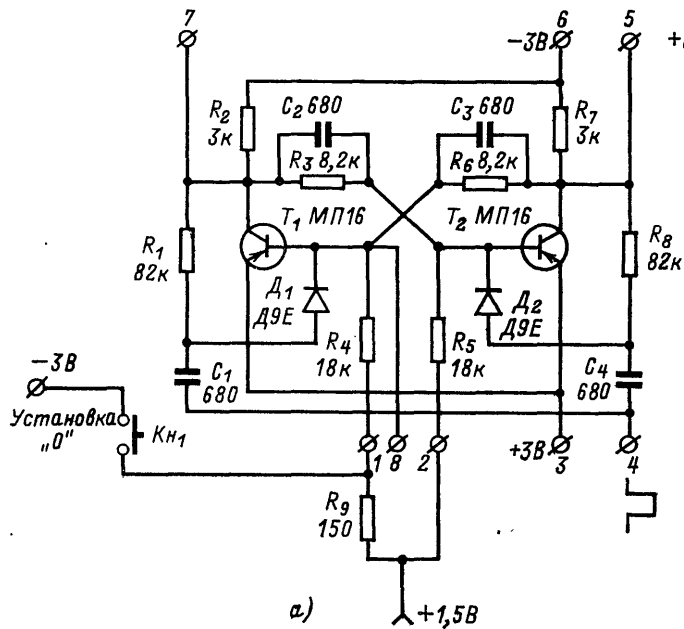 7 6 5
−3В +
R2 3к
C2 680
C3 680
R7 3к
R3 8,2к
R6 8,2к
T1 МП16
T2 МП16
R1 82к
R8 82к
Д1 Д9Е
Д2 Д9Е
R4 18к
R5 18к
−3В
C1 680
C4 680
Установка „0"
Кн1
1 8 2 +3В 3 4
R9 150
а)
+1,5В